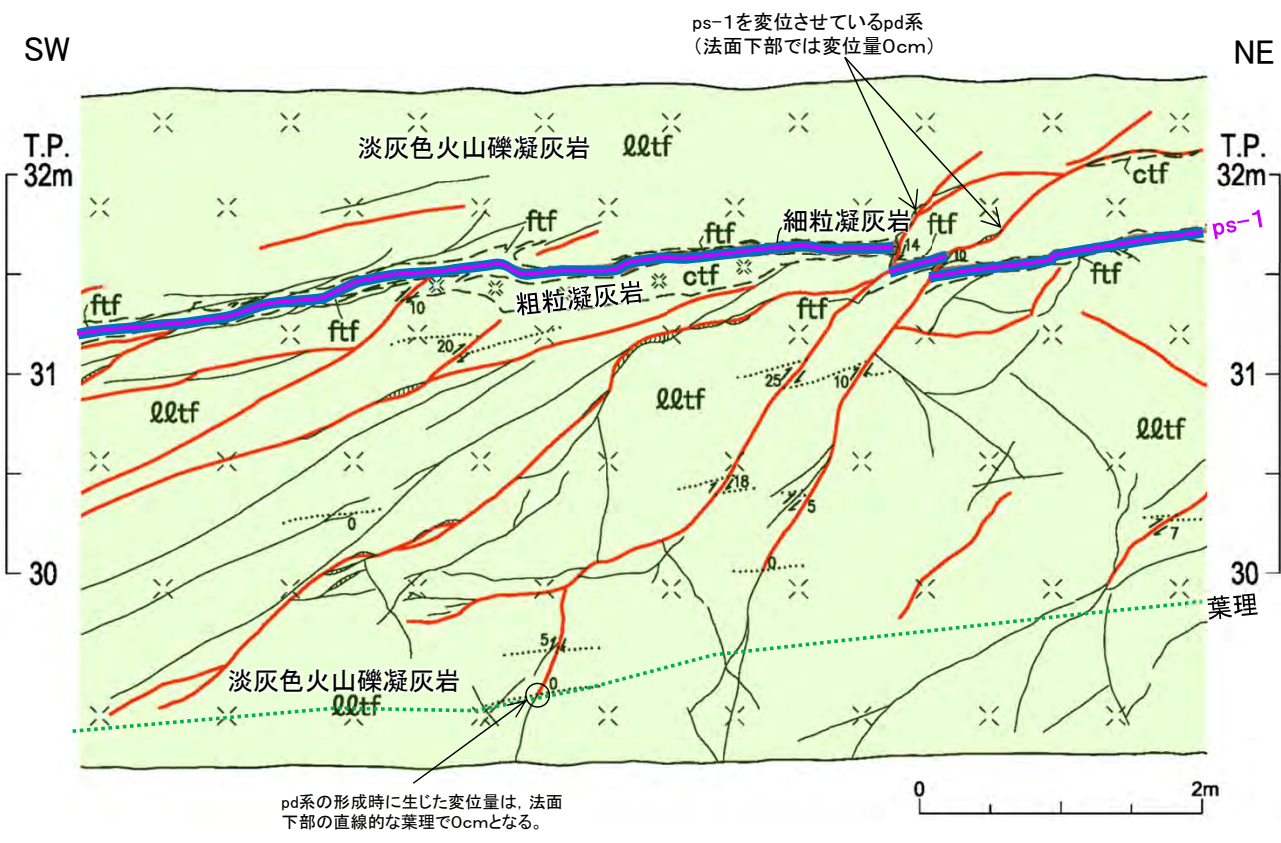 ps-1を変位させているpd系
(法面下部では変位量0cm)
SW
NE
T.P.
T.P.
淡灰色火山礫凝灰岩
ℓℓtf
32m
32m
ctf
ftf
ftf
細粒凝灰岩
ftf
ps-1
14
10
ctf
ftf
ftf
粗粒凝灰岩
10
ftf
ftf
20
31
31
25
10
ℓℓtf
ℓℓtf
ℓℓtf
18
5
0
7
30
30
0
葉理
5
0
淡灰色火山礫凝灰岩
ℓℓtf
0
2m
pd系の形成時に生じた変位量は,法面
下部の直線的な葉理で0cmとなる。